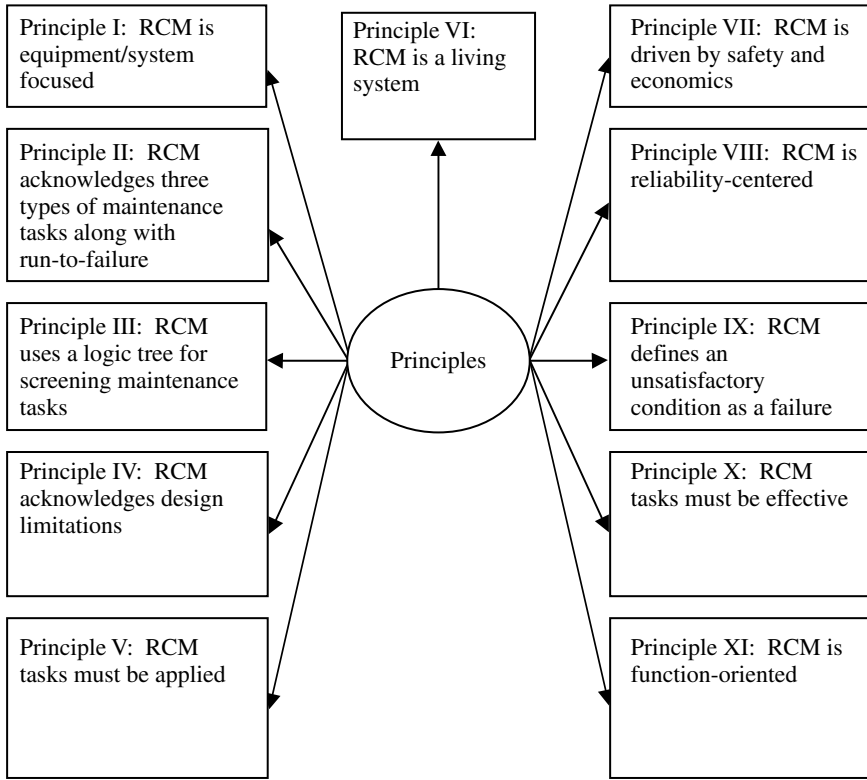 Principle I: RCM is
equipment/system
focused
Principle II: RCM
acknowledges three
types of maintenance
tasks along with
run-to-failure
Principle III: RCM
uses a logic tree for
screening maintenance
tasks
Principle IV: RCM
acknowledges design
limitations
Principle V: RCM
tasks must be applied
Principle VI:
RCM is a living
system
Principles
Principle VII: RCM is
driven by safety and
economics
Principle VIII: RCM is
reliability-centered
Principle IX: RCM
defines an
unsatisfactory
condition as a failure
Principle X: RCM
tasks must be effective
Principle XI: RCM is
function-oriented